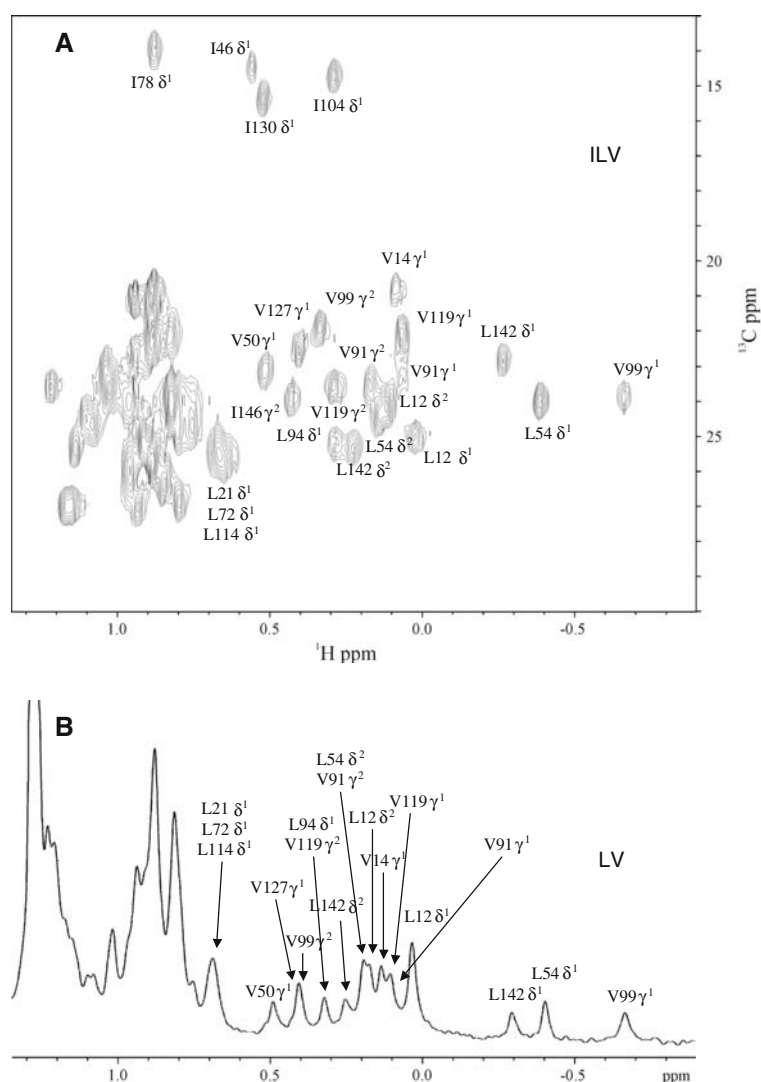 A
I46 δ¹
I78 δ¹
I104 δ¹
I130 δ¹
15
ILV
20
V14 γ¹
V99 γ²
V127 γ¹
V119 γ¹
L142 δ¹
V50 γ¹
V91 γ²
V91 γ¹
V99 γ¹
¹³C ppm
I146 γ²
V119 γ²
L12 δ²
L94 δ¹
L54 δ²
L54 δ¹
25
L142 δ²
L12 δ¹
L21 δ¹
L72 δ¹
L114 δ¹
1.0 0.5 0.0 -0.5
¹H ppm
B
L54 δ²
V91 γ²
L21 δ¹
L72 δ¹
L114 δ¹
L94 δ¹
V119 γ²
L12 δ²
V119 γ¹
V14 γ¹
V91 γ¹
LV
V127 γ¹
L142 δ²
V99 γ²
L12 δ¹
V50 γ¹
L142 δ¹
L54 δ¹
V99 γ¹
1.0 0.5 0.0 -0.5 ppm